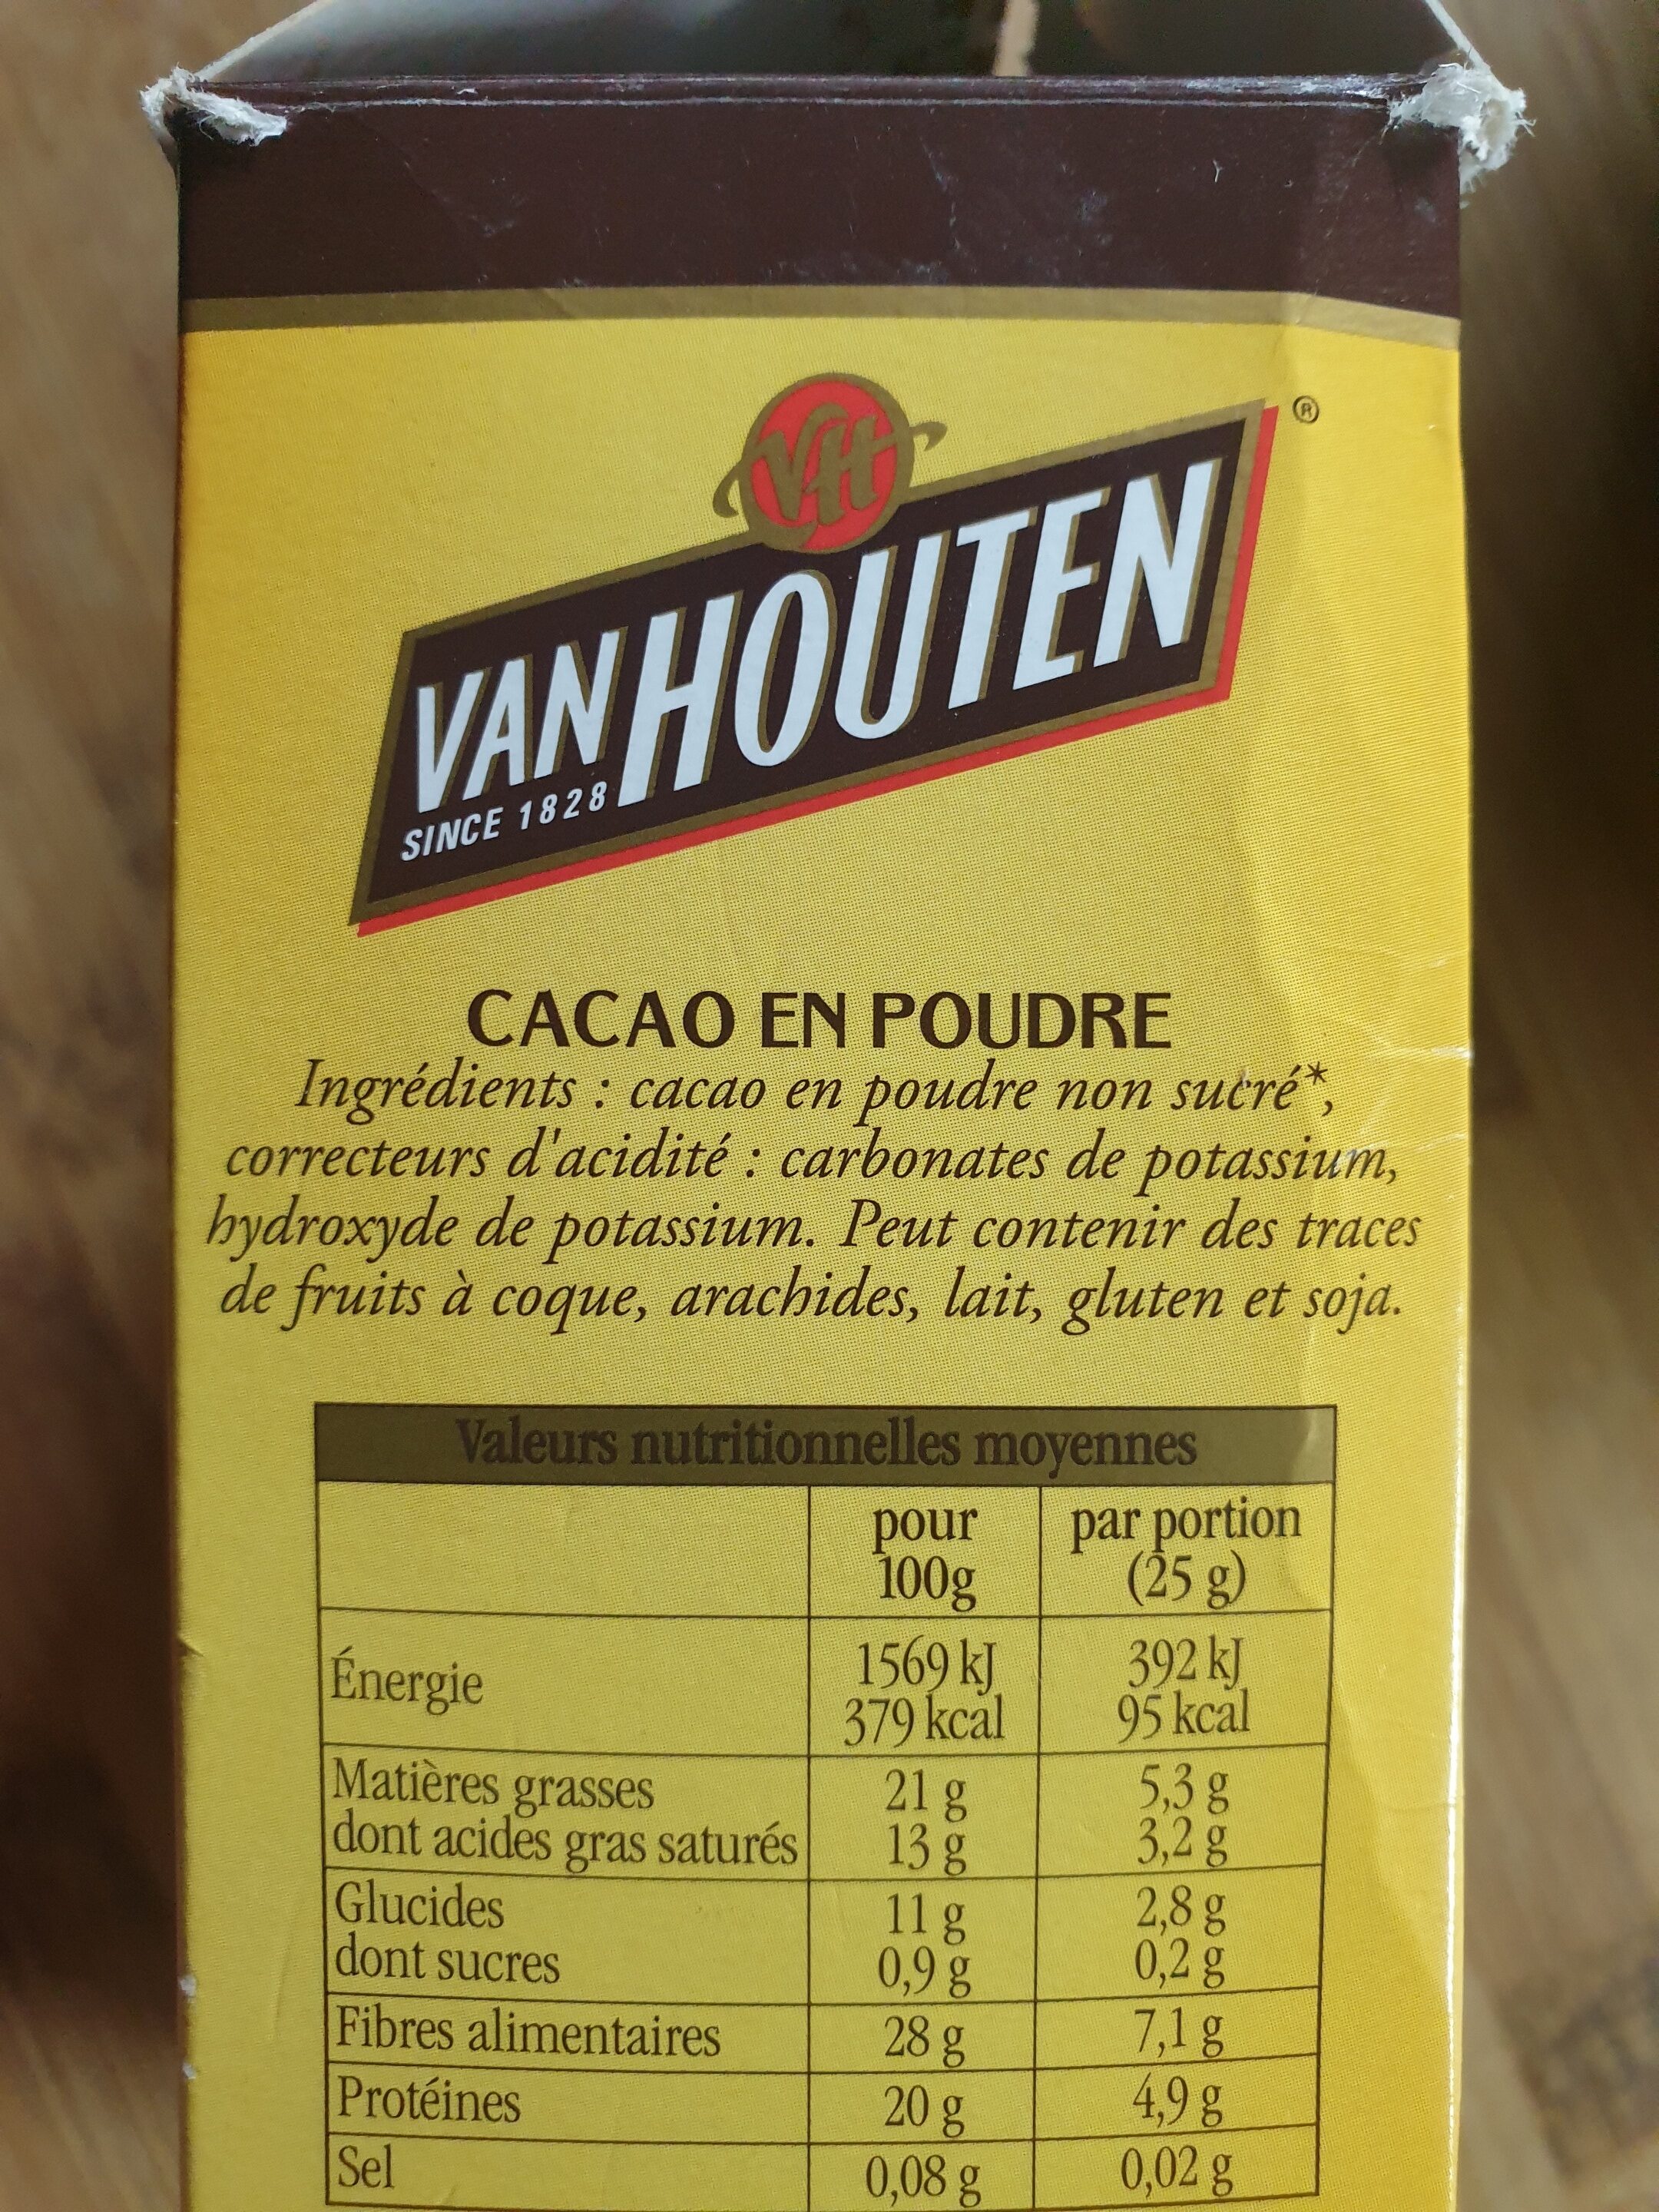 VH
®
VAN HOUTEN
SINCE 1828
CACAO EN POUDRE
Ingrédients : cacao en poudre non sucré*,
correcteurs d'acidité : carbonates de potassium,
hydroxyde de potassium. Peut contenir des traces
de fruits à coque, arachides, lait, gluten et soja.
Valeurs nutritionnelles moyennes
pour 100g par portion (25 g)
Énergie 1569 kJ 392 kJ
379 kcal 95 kcal
Matières grasses 21 g 5,3 g
dont acides gras saturés 13 g 3,2 g
Glucides 11 g 2,8 g
dont sucres 0,9 g 0,2 g
Fibres alimentaires 28 g 7,1 g
Protéines 20 g 4,9 g
Sel 0,08 g 0,02 g